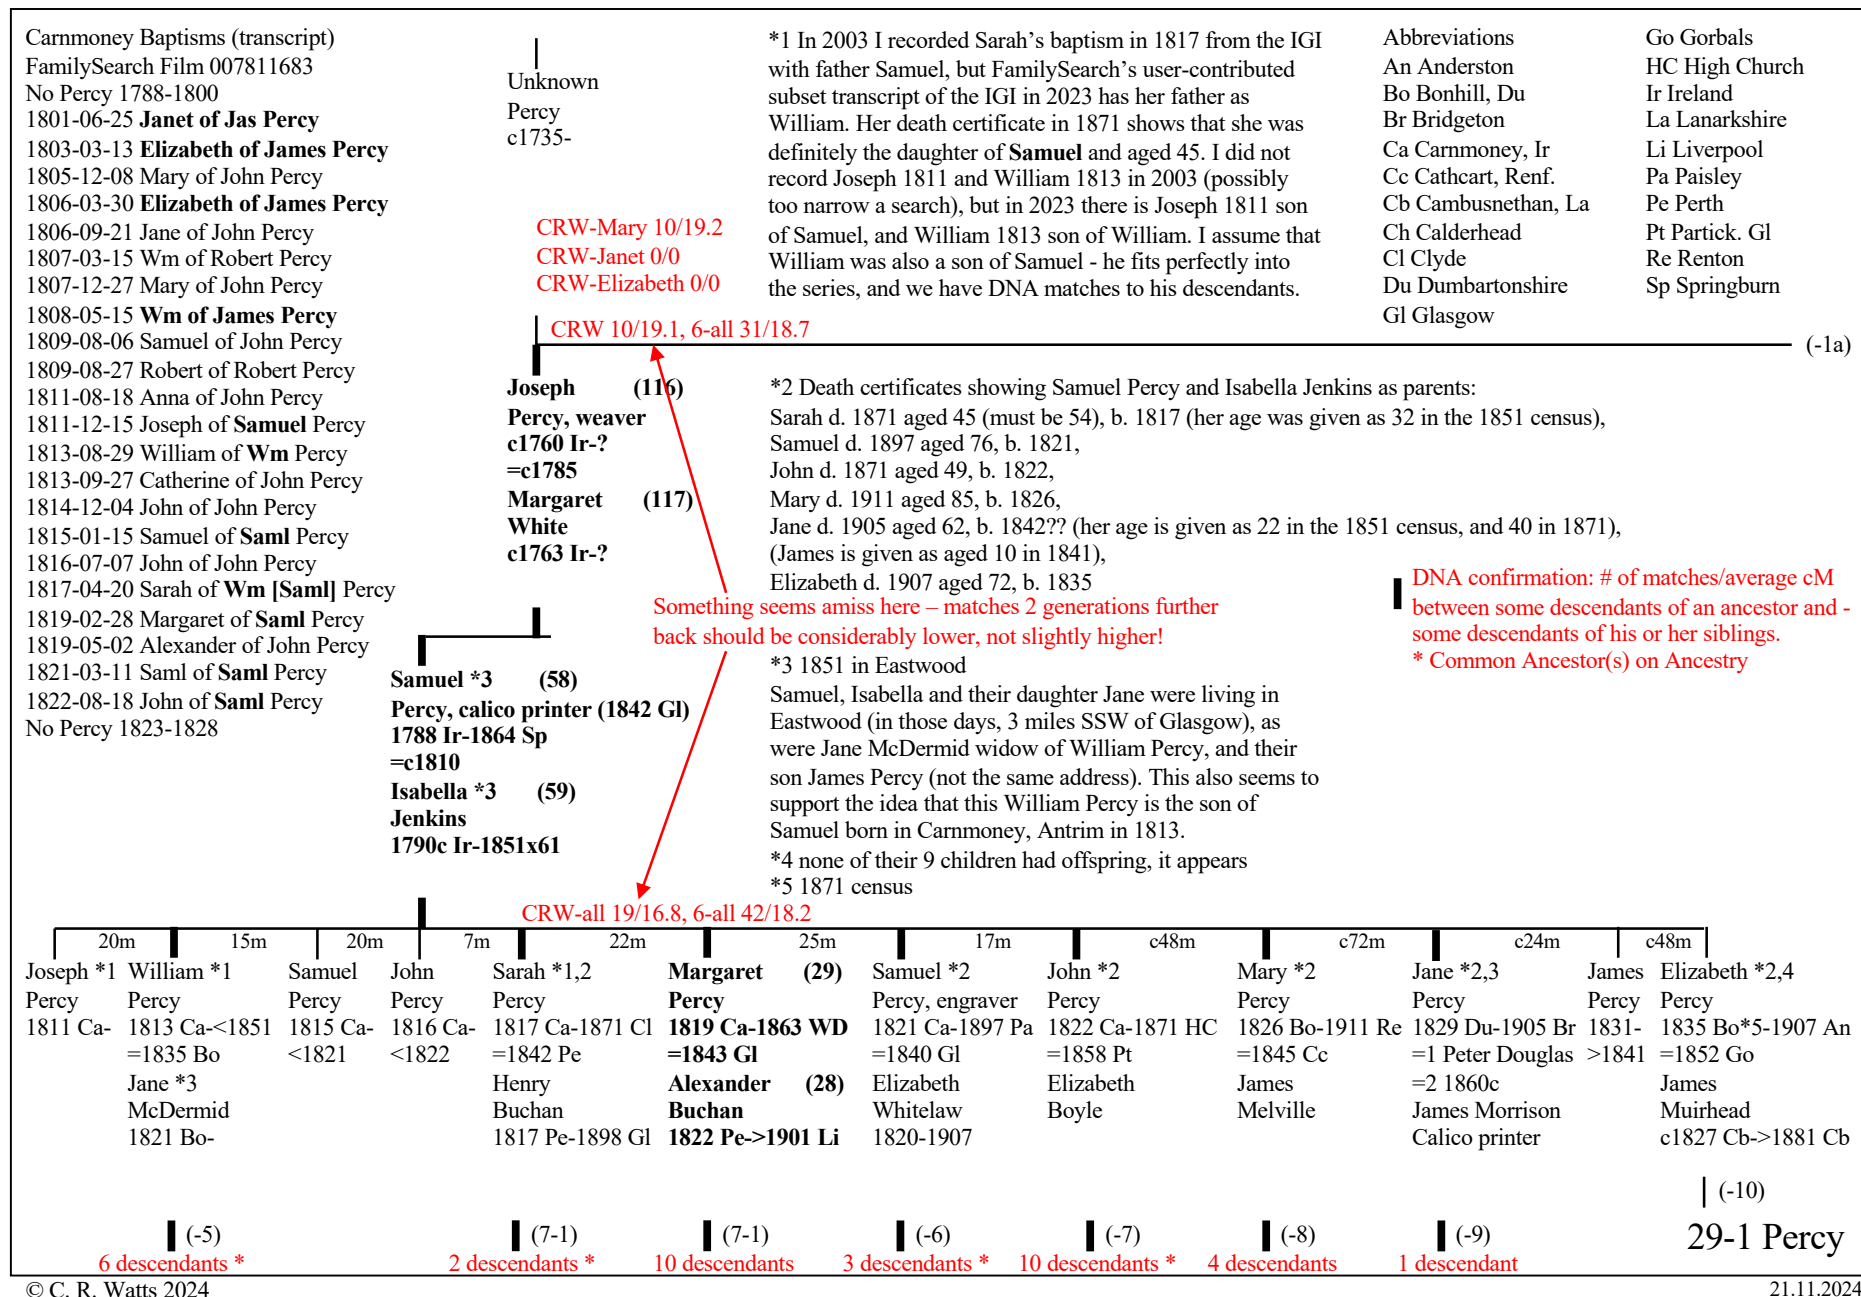 Carnmoney Baptisms (transcript)
FamilySearch Film 007811683
No Percy 1788-1800
1801-06-25 Janet of Jas Percy
1803-03-13 Elizabeth of James Percy
1805-12-08 Mary of John Percy
1806-03-30 Elizabeth of James Percy
1806-09-21 Jane of John Percy
1807-03-15 Wm of Robert Percy
1807-12-27 Mary of John Percy
1808-05-15 Wm of James Percy
1809-08-06 Samuel of John Percy
1809-08-27 Robert of Robert Percy
1811-08-18 Anna of John Percy
1811-12-15 Joseph of Samuel Percy
1813-08-29 William of Wm Percy
1813-09-27 Catherine of John Percy
1814-12-04 John of John Percy
1815-01-15 Samuel of Saml Percy
1816-07-07 John of John Percy
1817-04-20 Sarah of Wm [Saml] Percy
1819-02-28 Margaret of Saml Percy
1819-05-02 Alexander of John Percy
1821-03-11 Saml of Saml Percy
1822-08-18 John of Saml Percy
No Percy 1823-1828
Unknown
Percy
c1735-
CRW-Mary 10/19.2
CRW-Janet 0/0
CRW-Elizabeth 0/0
*1 In 2003 I recorded Sarah's baptism in 1817 from the IGI
with father Samuel, but FamilySearch's user-contributed
subset transcript of the IGI in 2023 has her father as
William. Her death certificate in 1871 shows that she was
definitely the daughter of Samuel and aged 45. I did not
record Joseph 1811 and William 1813 in 2003 (possibly
too narrow a search), but in 2023 there is Joseph 1811 son
of Samuel, and William 1813 son of William. I assume that
William was also a son of Samuel - he fits perfectly into
the series, and we have DNA matches to his descendants.
Abbreviations
An Anderston
Bo Bonhill, Du
Br Bridgeton
Ca Carnmoney, Ir
Cc Cathcart, Renf.
Cb Cambusnethan, La
Ch Calderhead
Cl Clyde
Du Dumbartonshire
Gl Glasgow
Go Gorbals
HC High Church
Ir Ireland
La Lanarkshire
Li Liverpool
Pa Paisley
Pe Perth
Pt Partick. Gl
Re Renton
Sp Springburn
CRW 10/19.1, 6-all 31/18.7
(-1a)
Joseph (116)
Percy, weaver
c1760 Ir-?
=c1785
Margaret (117)
White
c1763 Ir-?
*2 Death certificates showing Samuel Percy and Isabella Jenkins as parents:
Sarah d. 1871 aged 45 (must be 54), b. 1817 (her age was given as 32 in the 1851 census),
Samuel d. 1897 aged 76, b. 1821,
John d. 1871 aged 49, b. 1822,
Mary d. 1911 aged 85, b. 1826,
Jane d. 1905 aged 62, b. 1842?? (her age is given as 22 in the 1851 census, and 40 in 1871),
(James is given as aged 10 in 1841),
Elizabeth d. 1907 aged 72, b. 1835
Something seems amiss here – matches 2 generations further
back should be considerably lower, not slightly higher!
DNA confirmation: # of matches/average cM
between some descendants of an ancestor and -
some descendants of his or her siblings.
* Common Ancestor(s) on Ancestry
Samuel *3 (58)
Percy, calico printer (1842 Gl)
1788 Ir-1864 Sp
=c1810
Isabella *3 (59)
Jenkins
1790c Ir-1851x61
*3 1851 in Eastwood
Samuel, Isabella and their daughter Jane were living in
Eastwood (in those days, 3 miles SSW of Glasgow), as
were Jane McDermid widow of William Percy, and their
son James Percy (not the same address). This also seems to
support the idea that this William Percy is the son of
Samuel born in Carnmoney, Antrim in 1813.
*4 none of their 9 children had offspring, it appears
*5 1871 census
CRW-all 19/16.8, 6-all 42/18.2
20m 15m 20m 7m 22m 25m 17m c48m c72m c24m c48m
Joseph *1
Percy
1811 Ca-
William *1
Percy
1813 Ca-<1851
=1835 Bo
Jane *3
McDermid
1821 Bo-
Samuel
Percy
1815 Ca-
<1821
John
Percy
1816 Ca-
<1822
Sarah *1,2
Percy
1817 Ca-1871 Cl
=1842 Pe
Henry
Buchan
1817 Pe-1898 Gl
Margaret (29)
Percy
1819 Ca-1863 WD
=1843 Gl
Alexander (28)
Buchan
1822 Pe->1901 Li
Samuel *2
Percy, engraver
1821 Ca-1897 Pa
=1840 Gl
Elizabeth
Whitelaw
1820-1907
John *2
Percy
1822 Ca-1871 HC
=1858 Pt
Elizabeth
Boyle
Mary *2
Percy
1826 Bo-1911 Re
=1845 Cc
James
Melville
Jane *2,3
Percy
1829 Du-1905 Br
=1 Peter Douglas
=2 1860c
James Morrison
Calico printer
James
Percy
1831-
>1841
Elizabeth *2,4
Percy
1835 Bo*5-1907 An
=1852 Go
James
Muirhead
c1827 Cb->1881 Cb
(-10)
(-5) (7-1) (7-1) (-6) (-7) (-8) (-9)
29-1 Percy
6 descendants * 2 descendants * 10 descendants 3 descendants * 10 descendants * 4 descendants 1 descendant
© C. R. Watts 2024
21.11.2024